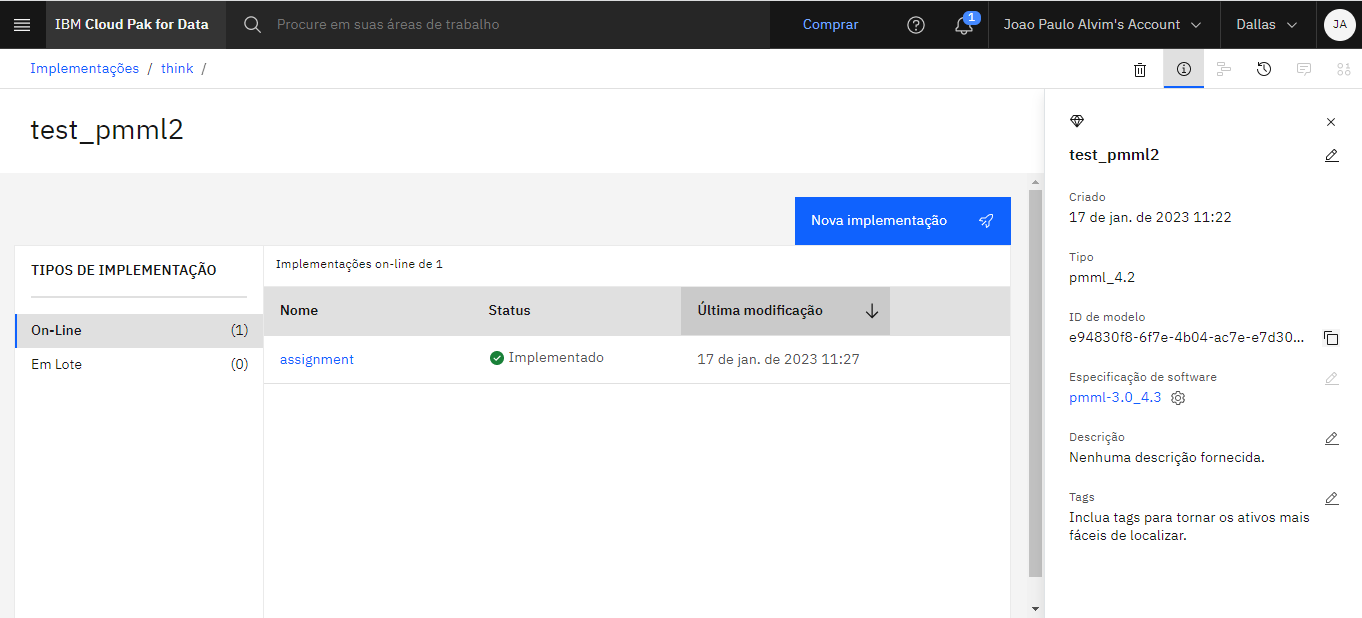 IBM Cloud Pak for Data
Procure em suas áreas de trabalho
Comprar
1
Joao Paulo Alvim's Account
Dallas
JA
Implementações / think /
test_pmml2
Nova implementação
TIPOS DE IMPLEMENTAÇÃO
On-Line (1)
Em Lote (0)
Implementações on-line de 1
Nome Status Última modificação
assignment Implementado 17 de jan. de 2023 11:27
test_pmml2
Criado
17 de jan. de 2023 11:22
Tipo
pmml_4.2
ID de modelo
e94830f8-6f7e-4b04-ac7e-e7d30...
Especificação de software
pmml-3.0_4.3
Descrição
Nenhuma descrição fornecida.
Tags
Inclua tags para tornar os ativos mais
fáceis de localizar.